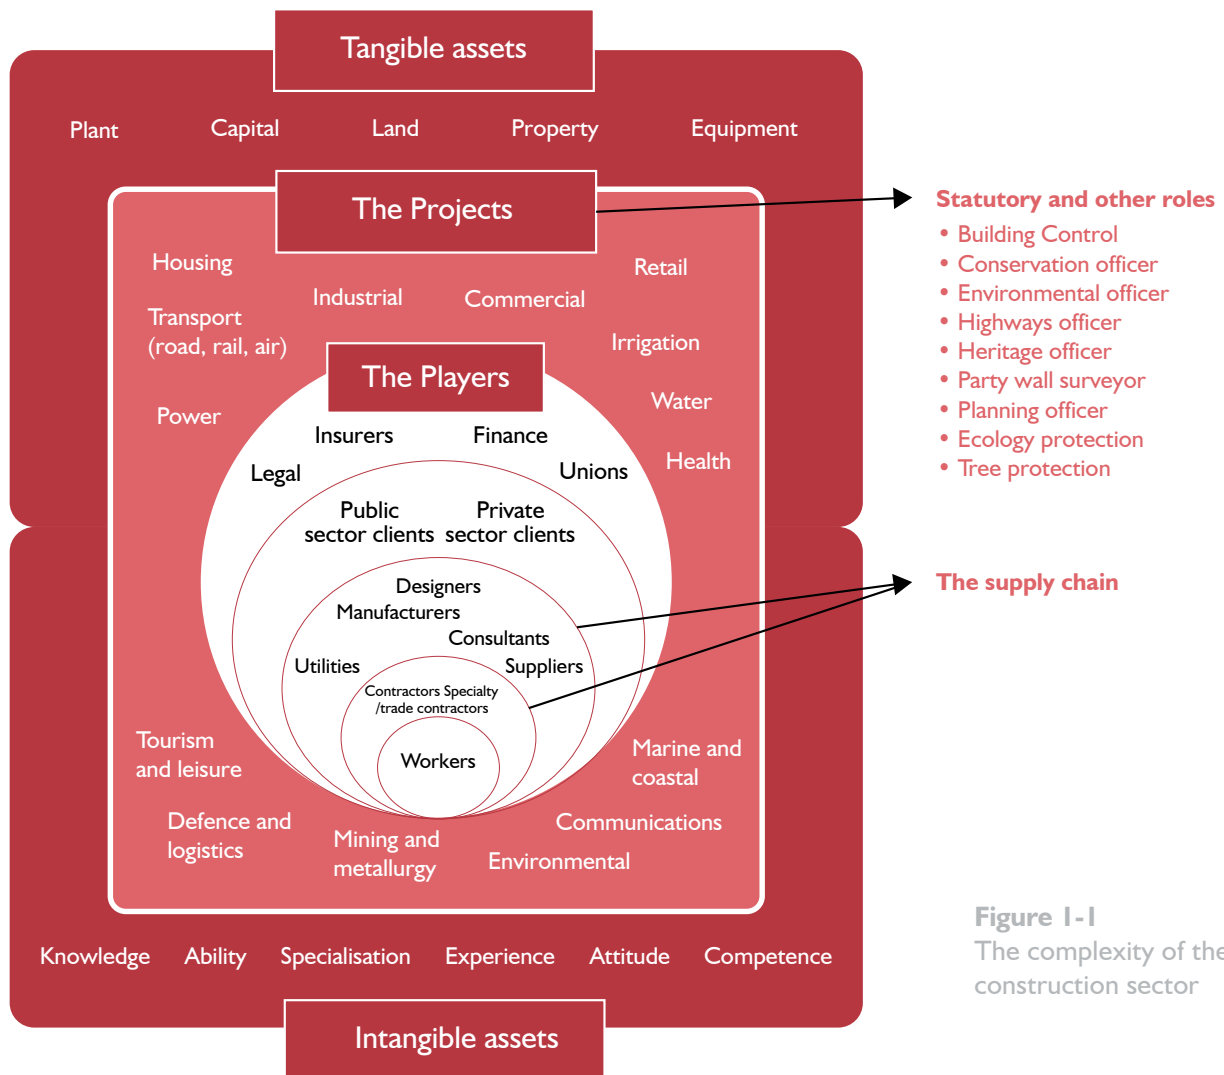 Tangible assets
Plant Capital Land Property Equipment
The Projects
Housing
Industrial
Commercial
Retail
Transport
(road, rail, air)
Irrigation
The Players
Power
Water
Health
Insurers
Finance
Legal
Unions
Public
sector clients
Private
sector clients
Designers
Manufacturers
Consultants
Utilities
Suppliers
Contractors Specialty
/trade contractors
Workers
Tourism
and leisure
Marine and
coastal
Defence and
logistics
Mining and
metallurgy
Communications
Environmental
Knowledge Ability Specialisation Experience Attitude Competence
Intangible assets
Statutory and other roles
• Building Control
• Conservation officer
• Environmental officer
• Highways officer
• Heritage officer
• Party wall surveyor
• Planning officer
• Ecology protection
• Tree protection
The supply chain
Figure 1-1
The complexity of the
construction sector